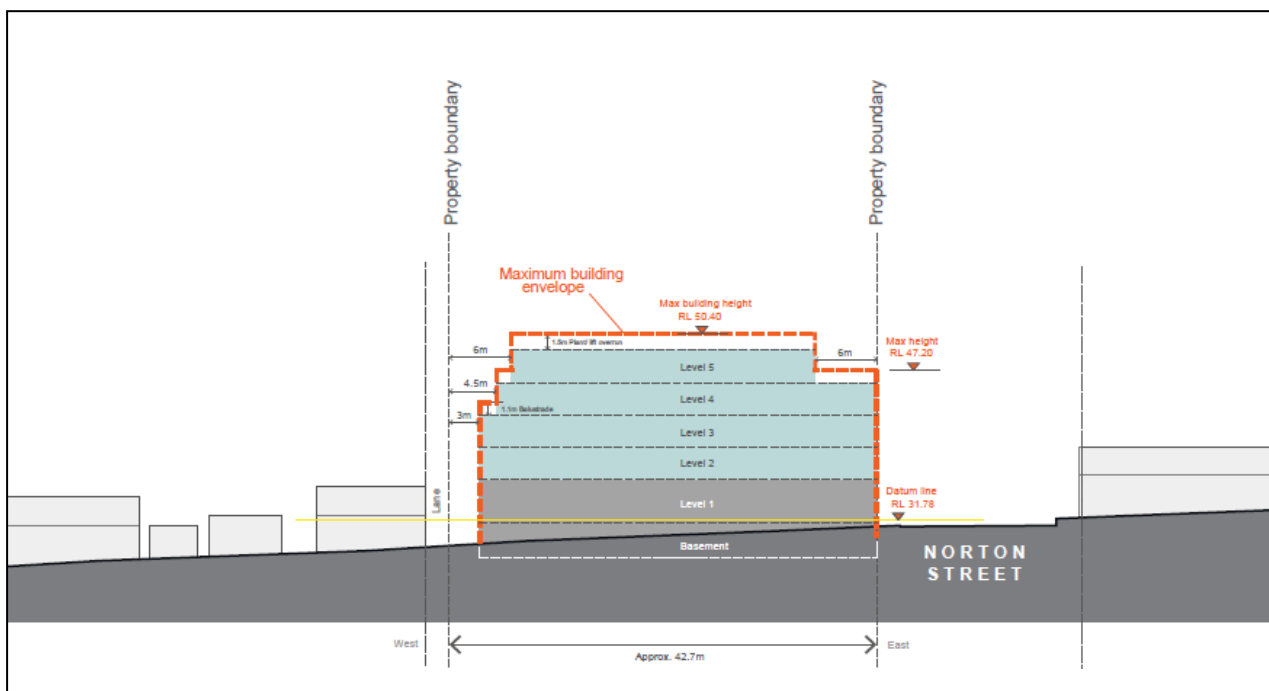 Property boundary
Property boundary
Maximum building
envelope
Max building height
RL 50.40
1.5m Plant/ lift overrun
6m
6m
Max height
RL 47.20
Level 5
4.5m
Level 4
1.1m Balustrade
3m
Level 3
Level 2
Lane
Level 1
Datum line
RL 31.78
Basement
NORTON
STREET
West
East
Approx. 42.7m